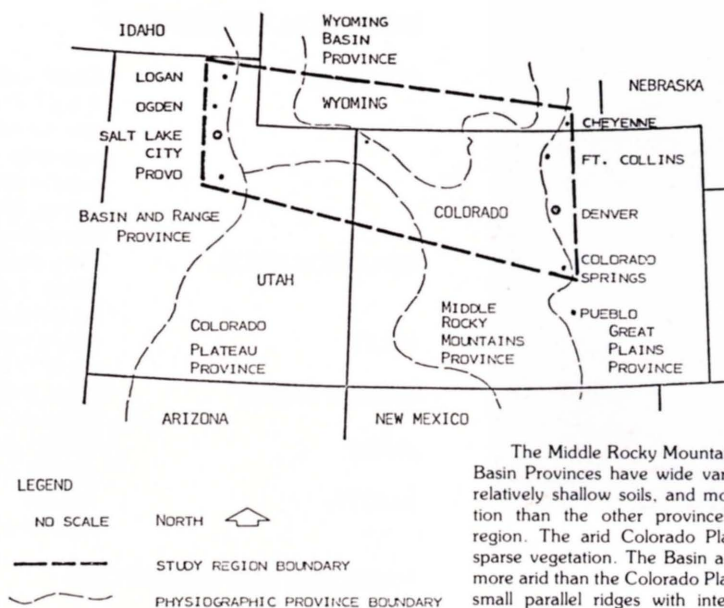 IDAHO
WYOMING
BASIN
PROVINCE
LOGAN
WYOMING
NEBRASKA
OGDEN
CHEYENNE
SALT LAKE
CITY
FT. COLLINS
PROVO
COLORADO
DENVER
BASIN AND RANGE
PROVINCE
COLORADO
SPRINGS
UTAH
MIDDLE
ROCKY
MOUNTAINS
PROVINCE
PUEBLO
GREAT
PLAINS
PROVINCE
COLORADO
PLATEAU
PROVINCE
ARIZONA
NEW MEXICO
LEGEND
NO SCALE
NORTH
STUDY REGION BOUNDARY
PHYSIOGRAPHIC PROVINCE BOUNDARY
The Middle Rocky Mounta
Basin Provinces have wide var
relatively shallow soils, and mo
tion than the other province
region. The arid Colorado Pla
sparse vegetation. The Basin a
more arid than the Colorado Pla
small parallel ridges with inte